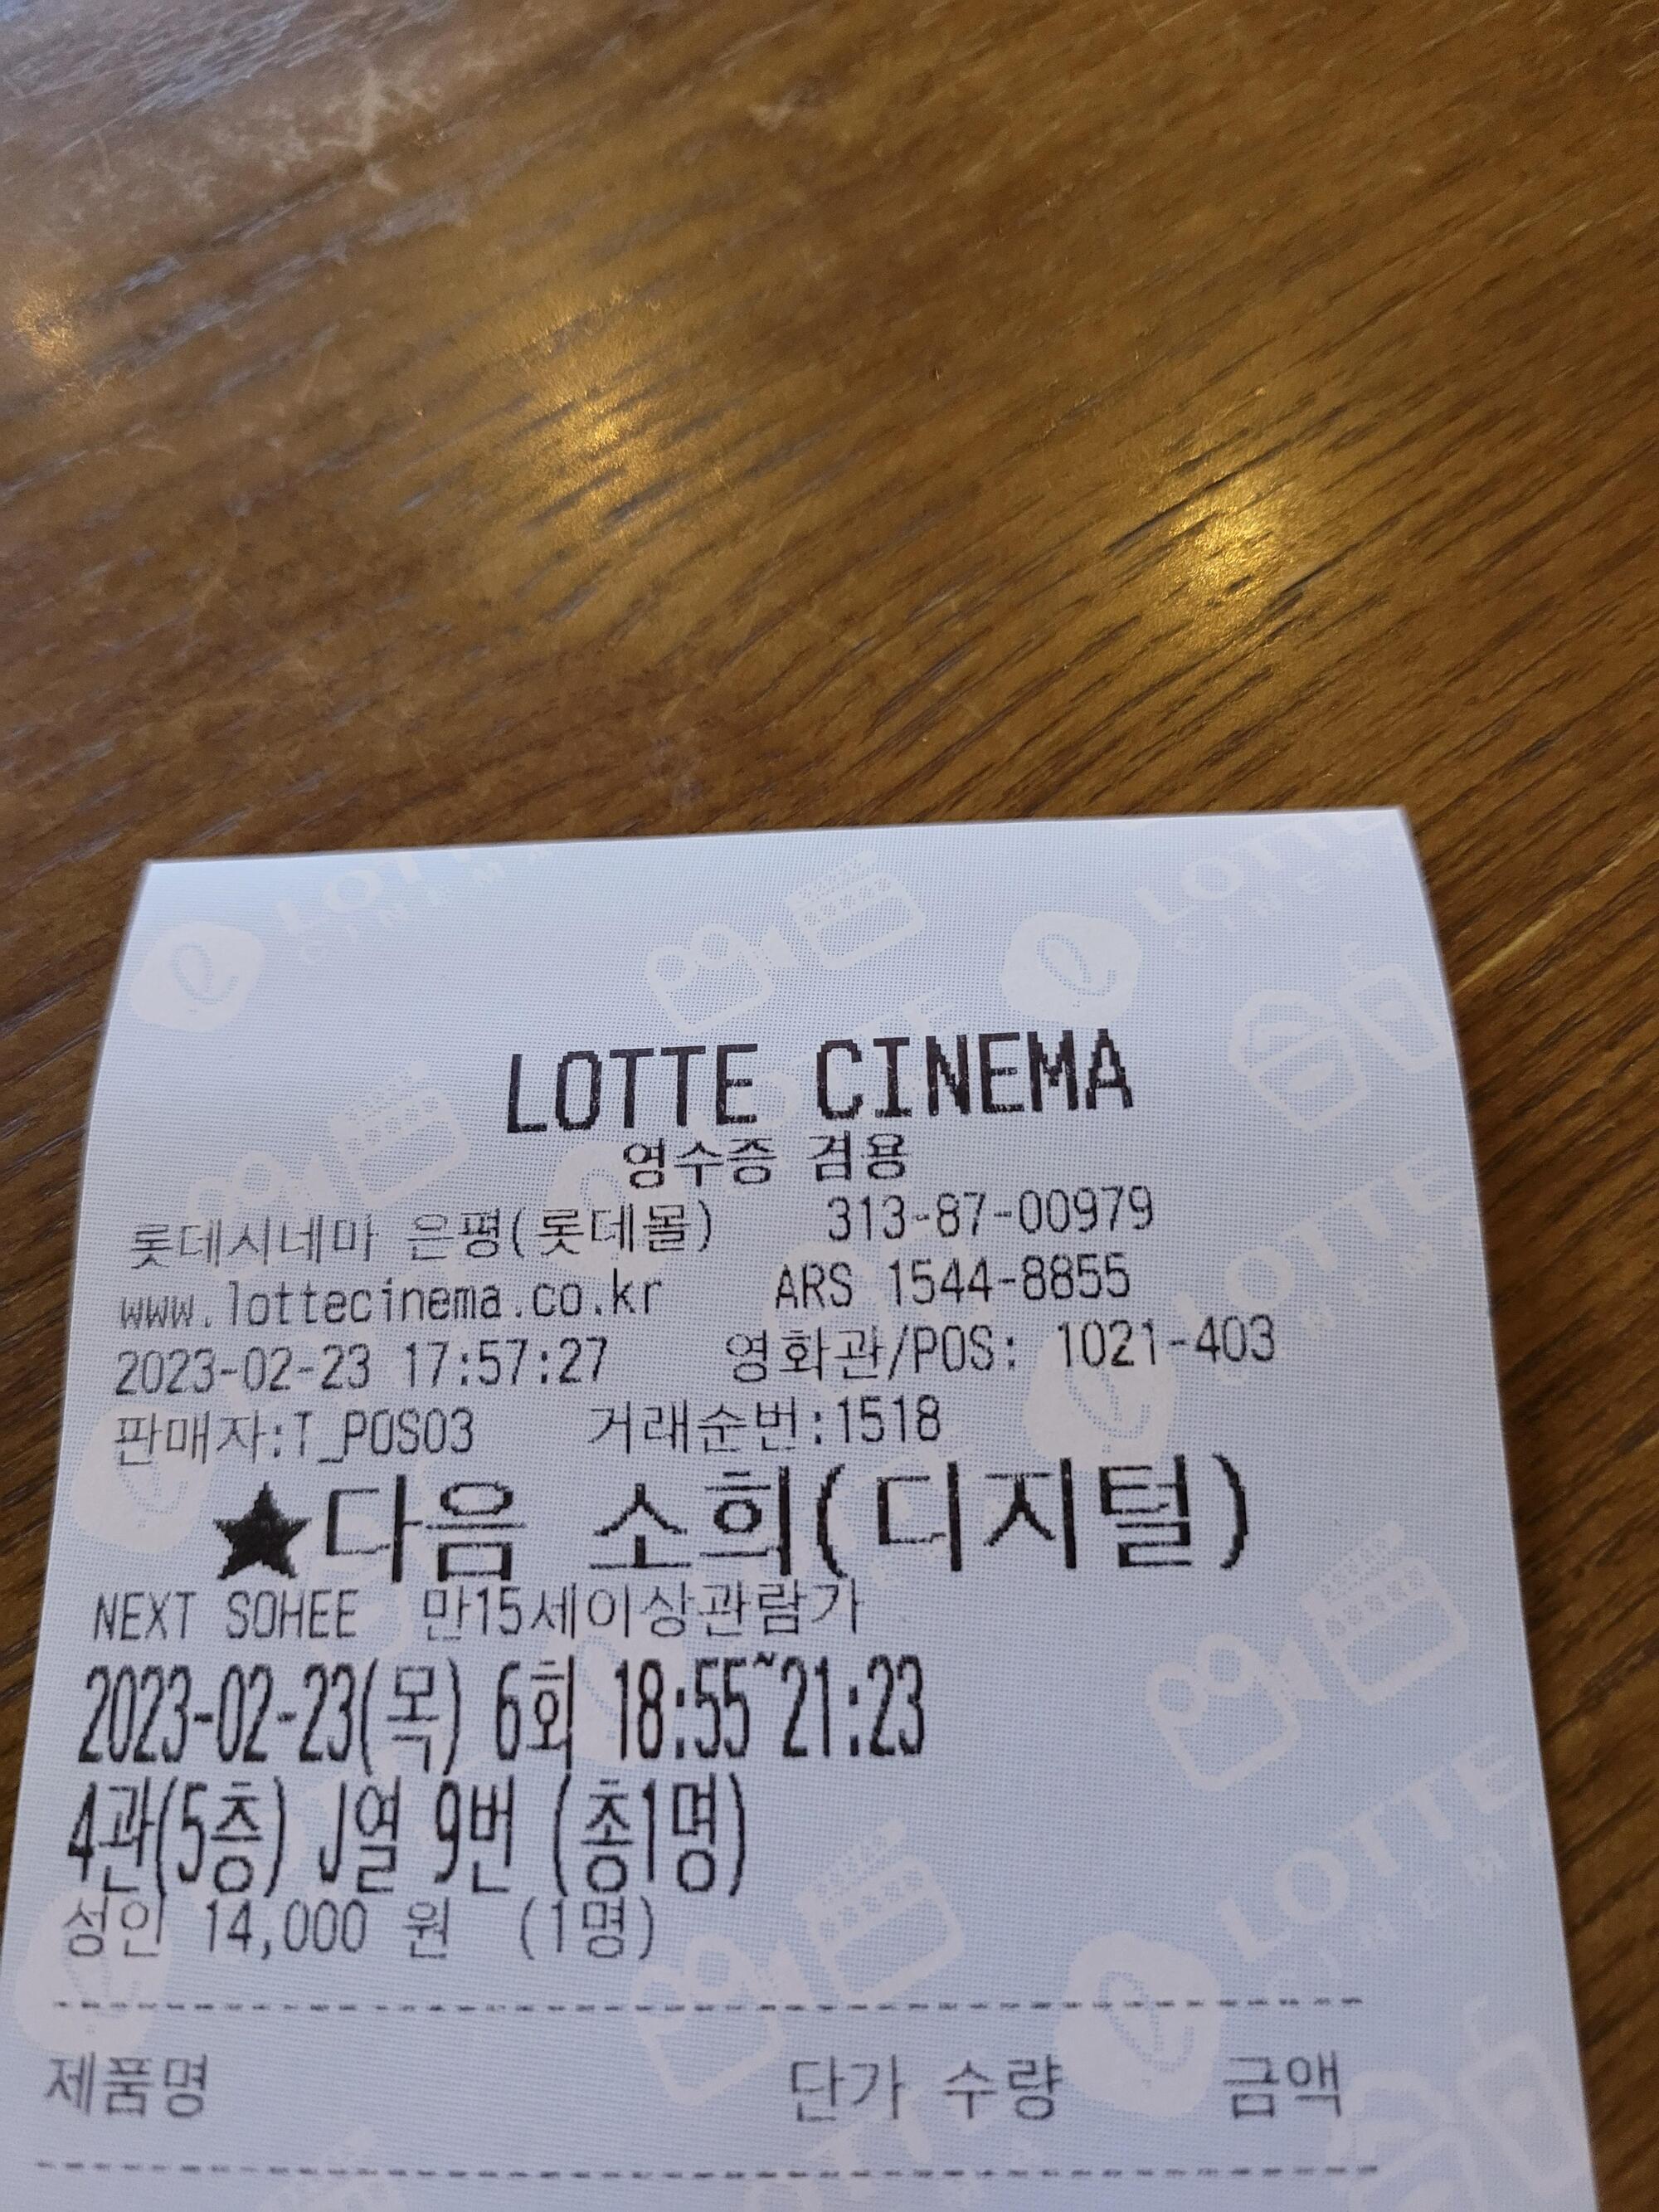 LOTTE CINEMA
영수증 겸용
롯데시네마 은평(롯데몰) 313-87-00979
www.lottecinema.co.kr ARS 1544-8855
2023-02-23 17:57:27 영화관/POS: 1021-403
판매자:T_POS03 거래순번:1518
★다음 소희(디지털)
NEXT SOHEE 만15세이상관람가
2023-02-23(목) 6회 18:55~21:23
4관(5층) J열 9번 (총1명)
성인 14,000 원 (1명)
제품명 단가 수량 금액